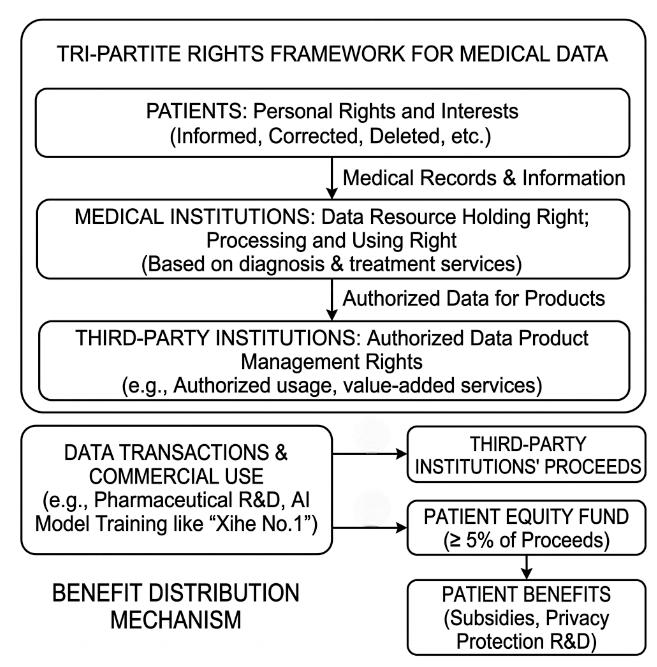 TRI-PARTITE RIGHTS FRAMEWORK FOR MEDICAL DATA
PATIENTS: Personal Rights and Interests
(Informed, Corrected, Deleted, etc.)
Medical Records & Information
MEDICAL INSTITUTIONS: Data Resource Holding Right;
Processing and Using Right
(Based on diagnosis & treatment services)
Authorized Data for Products
THIRD-PARTY INSTITUTIONS: Authorized Data Product
Management Rights
(e.g., Authorized usage, value-added services)
DATA TRANSACTIONS &
COMMERCIAL USE
(e.g., Pharmaceutical R&D, AI
Model Training like “Xihe No.1”)
THIRD-PARTY
INSTITUTIONS' PROCEEDS
PATIENT EQUITY FUND
(≥ 5% of Proceeds)
BENEFIT DISTRIBUTION
MECHANISM
PATIENT BENEFITS
(Subsidies, Privacy
Protection R&D)